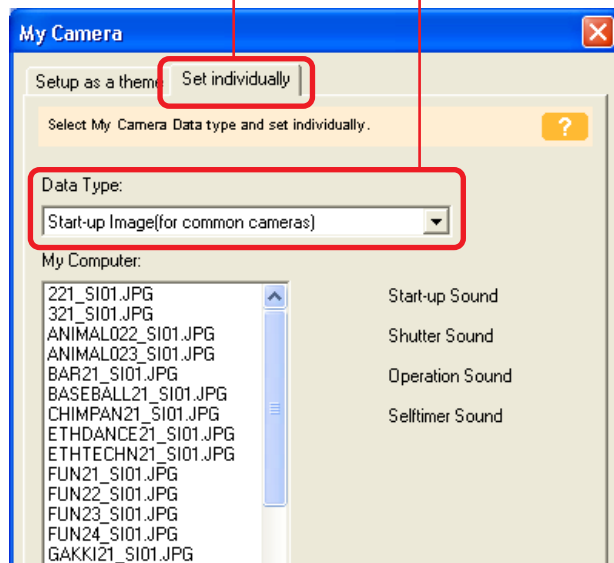 My Camera
Setup as a theme
Set individually
Select My Camera Data type and set individually.
?
Data Type:
Start-up Image(for common cameras)
My Computer:
221_SI01.JPG
321_SI01.JPG
ANIMAL022_SI01.JPG
ANIMAL023_SI01.JPG
BAR21_SI01.JPG
BASEBALL21_SI01.JPG
CHIMPAN21_SI01.JPG
ETHDANCE21_SI01.JPG
ETHTECHN21_SI01.JPG
FUN21_SI01.JPG
FUN22_SI01.JPG
FUN23_SI01.JPG
FUN24_SI01.JPG
GAKKI21_SI01.JPG
Start-up Sound
Shutter Sound
Operation Sound
Selftimer Sound